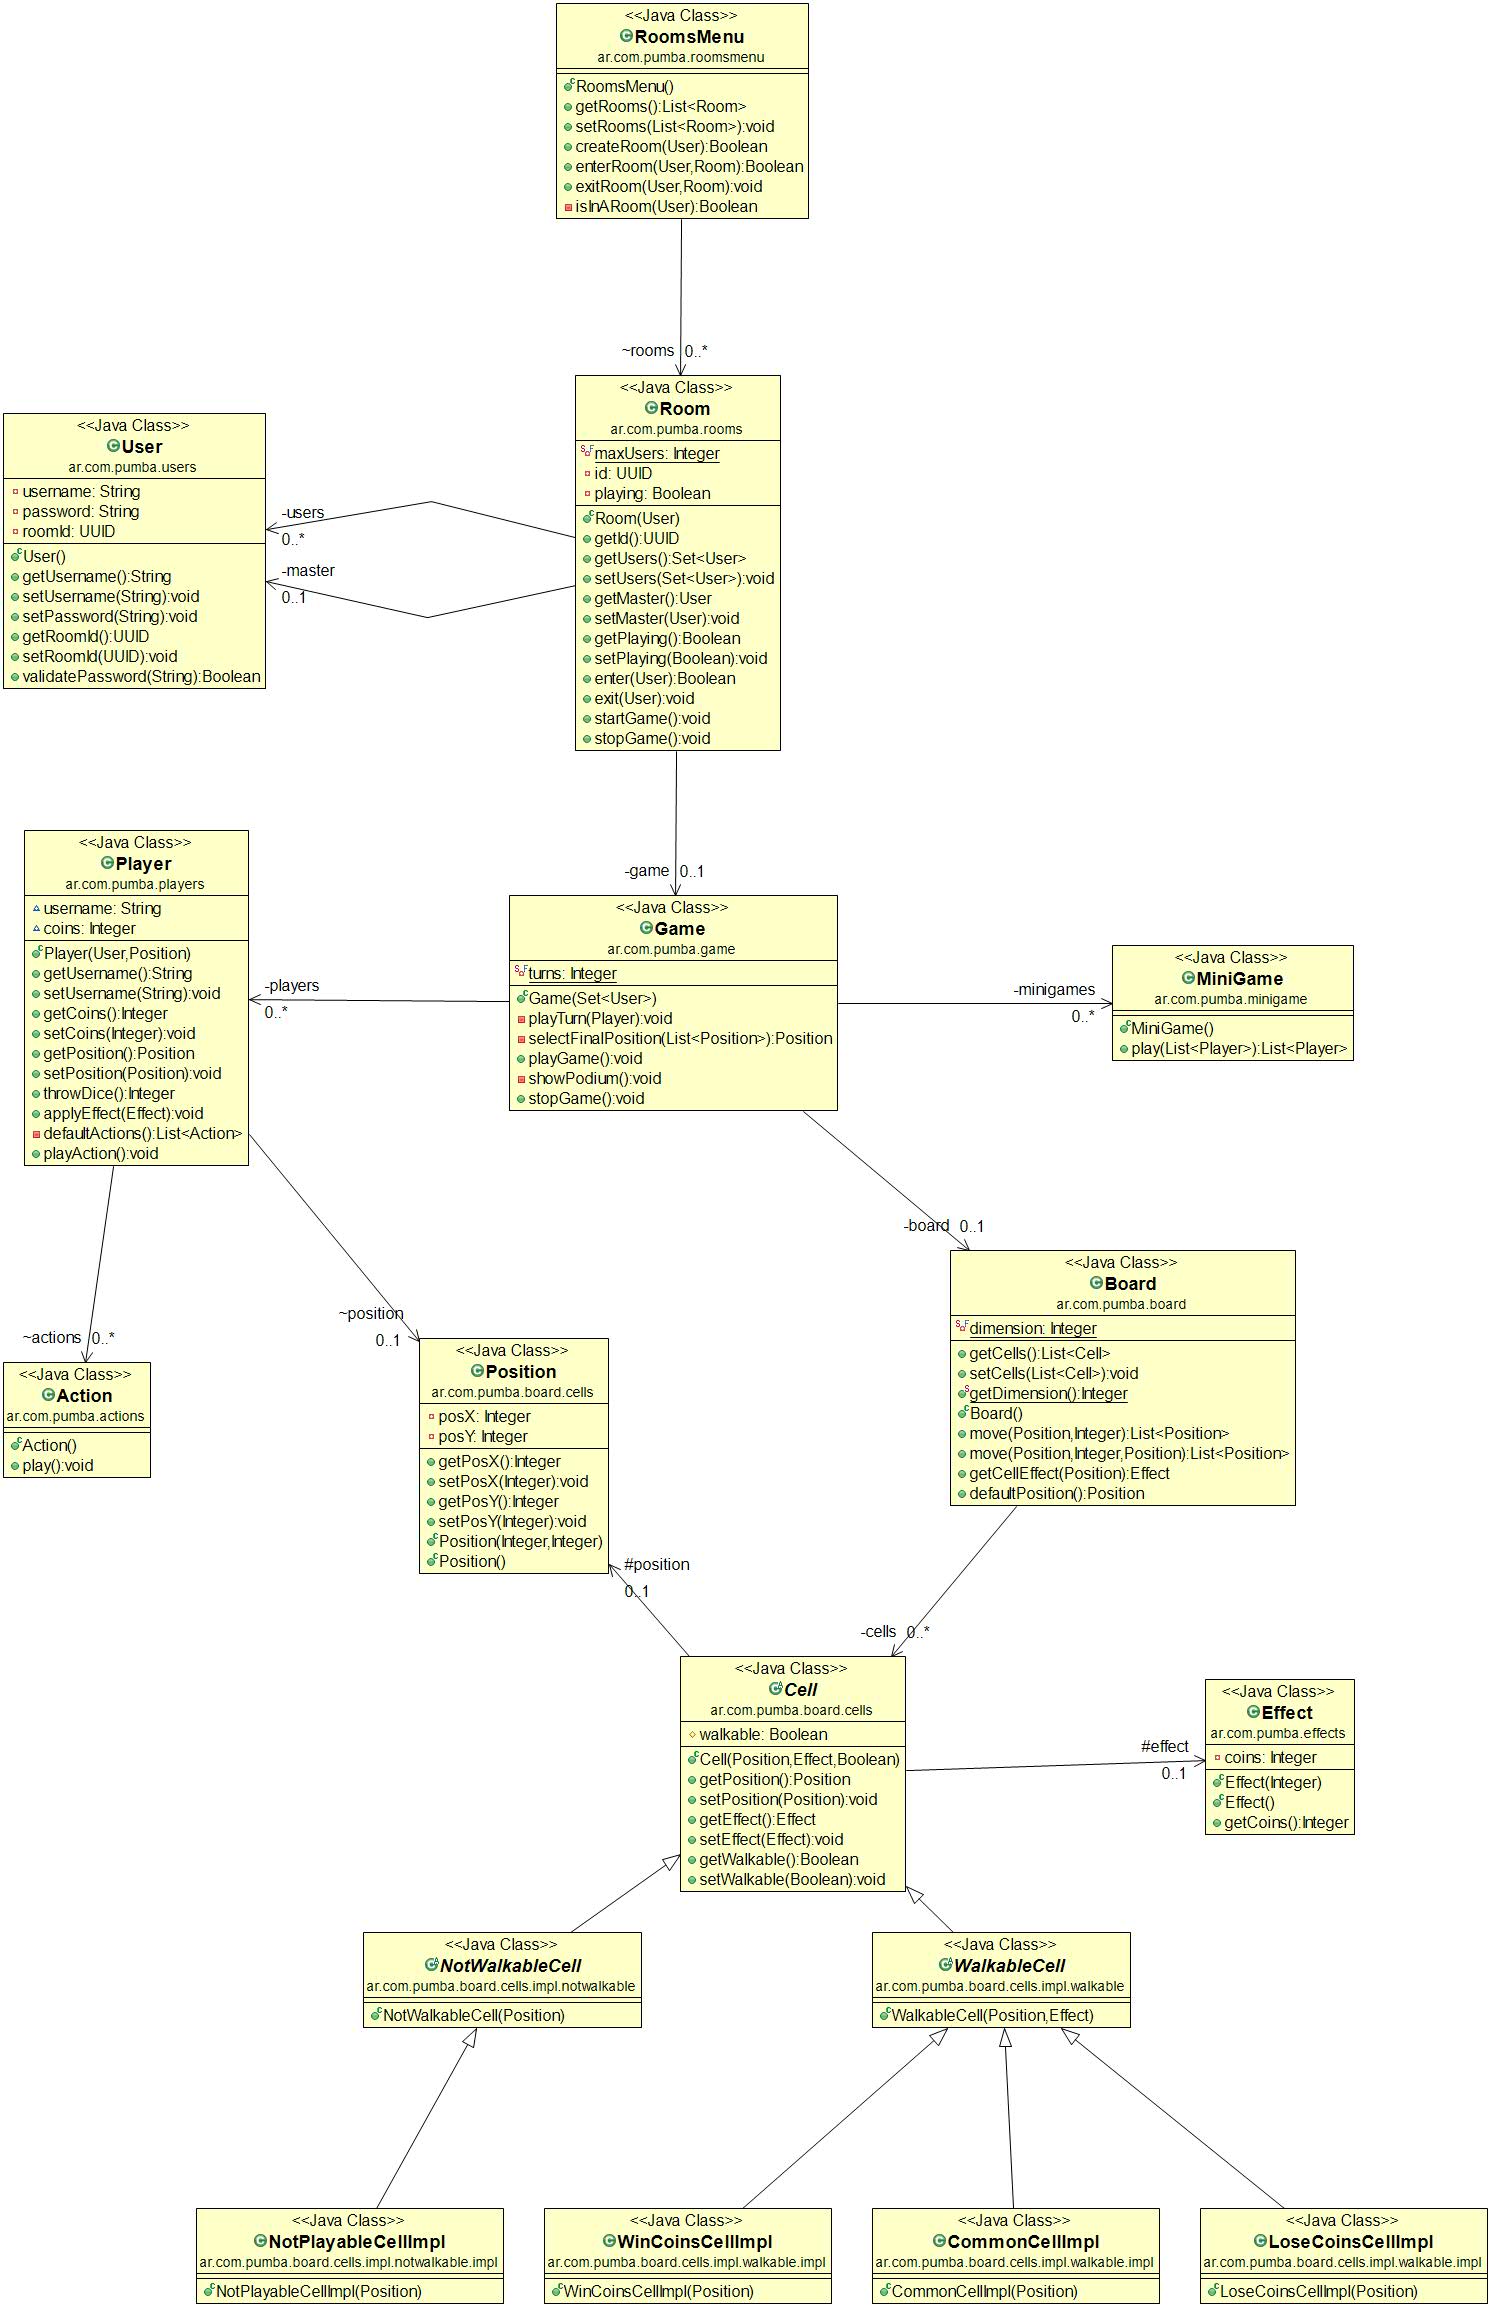 <<Java Class>>
RoomsMenu
ar.com.pumba.roomsmenu
RoomsMenu()
getRooms():List<Room>
setRooms(List<Room>):void
createRoom(User):Boolean
enterRoom(User,Room):Boolean
exitRoom(User,Room):void
isInARoom(User):Boolean
~rooms 0..*
<<Java Class>>
Room
ar.com.pumba.rooms
maxUsers: Integer
id: UUID
playing: Boolean
Room(User)
getId():UUID
getUsers():Set<User>
setUsers(Set<User>):void
getMaster():User
setMaster(User):void
getPlaying():Boolean
setPlaying(Boolean):void
enter(User):Boolean
exit(User):void
startGame():void
stopGame():void
<<Java Class>>
User
ar.com.pumba.users
username: String
password: String
roomId: UUID
User()
getUsername():String
setUsername(String):void
setPassword(String):void
getRoomId():UUID
setRoomId(UUID):void
validatePassword(String):Boolean
-users
0..*
-master
0..1
-game 0..1
<<Java Class>>
Player
ar.com.pumba.players
username: String
coins: Integer
Player(User,Position)
getUsername():String
setUsername(String):void
getCoins():Integer
setCoins(Integer):void
getPosition():Position
setPosition(Position):void
throwDice():Integer
applyEffect(Effect):void
defaultActions():List<Action>
playAction():void
-players
0..*
<<Java Class>>
Game
ar.com.pumba.game
turns: Integer
Game(Set<User>)
playTurn(Player):void
selectFinalPosition(List<Position>):Position
playGame():void
showPodium():void
stopGame():void
-minigames
0..*
<<Java Class>>
MiniGame
ar.com.pumba.minigame
MiniGame()
play(List<Player>):List<Player>
-board 0..1
<<Java Class>>
Board
ar.com.pumba.board
dimension: Integer
getCells():List<Cell>
setCells(List<Cell>):void
getDimension():Integer
Board()
move(Position,Integer):List<Position>
move(Position,Integer,Position):List<Position>
getCellEffect(Position):Effect
defaultPosition():Position
~actions 0..*
<<Java Class>>
Action
ar.com.pumba.actions
Action()
play():void
~position
0..1
<<Java Class>>
Position
ar.com.pumba.board.cells
posX: Integer
posY: Integer
getPosX():Integer
setPosX(Integer):void
getPosY():Integer
setPosY(Integer):void
Position(Integer,Integer)
Position()
#position
0..1
-cells 0..*
<<Java Class>>
Cell
ar.com.pumba.board.cells
walkable: Boolean
Cell(Position,Effect,Boolean)
getPosition():Position
setPosition(Position):void
getEffect():Effect
setEffect(Effect):void
getWalkable():Boolean
setWalkable(Boolean):void
#effect
0..1
<<Java Class>>
Effect
ar.com.pumba.effects
coins: Integer
Effect(Integer)
Effect()
getCoins():Integer
<<Java Class>>
NotWalkableCell
ar.com.pumba.board.cells.impl.notwalkable
NotWalkableCell(Position)
<<Java Class>>
WalkableCell
ar.com.pumba.board.cells.impl.walkable
WalkableCell(Position,Effect)
<<Java Class>>
NotPlayableCellImpl
ar.com.pumba.board.cells.impl.notwalkable.impl
NotPlayableCellImpl(Position)
<<Java Class>>
WinCoinsCellImpl
ar.com.pumba.board.cells.impl.walkable.impl
WinCoinsCellImpl(Position)
<<Java Class>>
CommonCellImpl
ar.com.pumba.board.cells.impl.walkable.impl
CommonCellImpl(Position)
<<Java Class>>
LoseCoinsCellImpl
ar.com.pumba.board.cells.impl.walkable.impl
LoseCoinsCellImpl(Position)